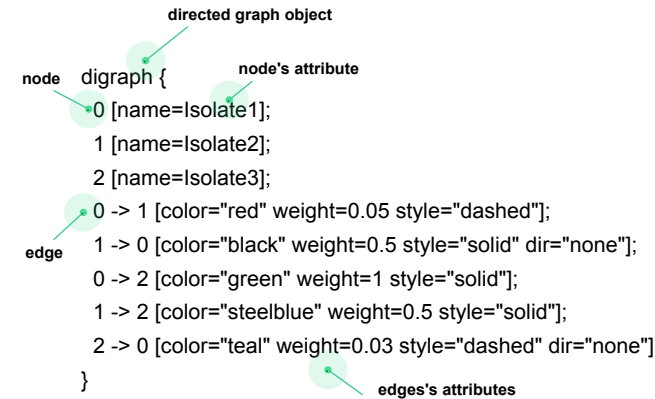 directed graph object
node
digraph {
node's attribute
0 [name=Isolate1];
1 [name=Isolate2];
2 [name=Isolate3];
0 -> 1 [color="red" weight=0.05 style="dashed"];
edge
1 -> 0 [color="black" weight=0.5 style="solid" dir="none"];
0 -> 2 [color="green" weight=1 style="solid"];
1 -> 2 [color="steelblue" weight=0.5 style="solid"];
2 -> 0 [color="teal" weight=0.03 style="dashed" dir="none"]
}
edges's attributes